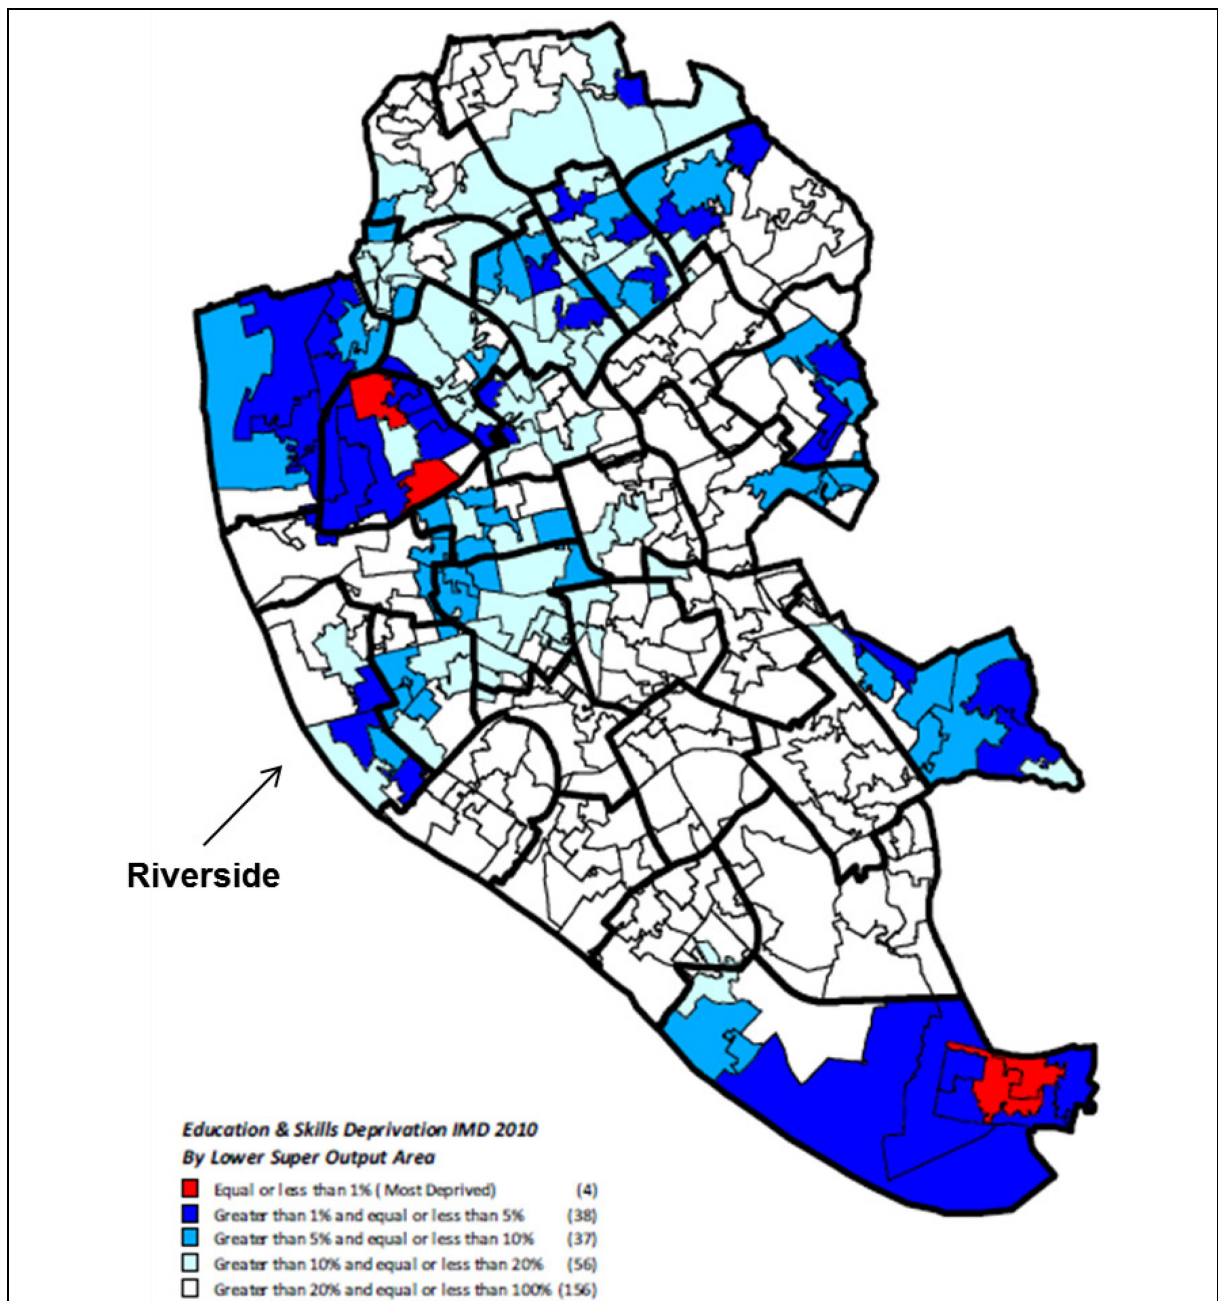 Riverside
Education & Skills Deprivation IMD 2010
By Lower Super Output Area
Equal or less than 1% ( Most Deprived) (4)
Greater than 1% and equal or less than 5% (38)
Greater than 5% and equal or less than 10% (37)
Greater than 10% and equal or less than 20% (56)
Greater than 20% and equal or less than 100% (156)